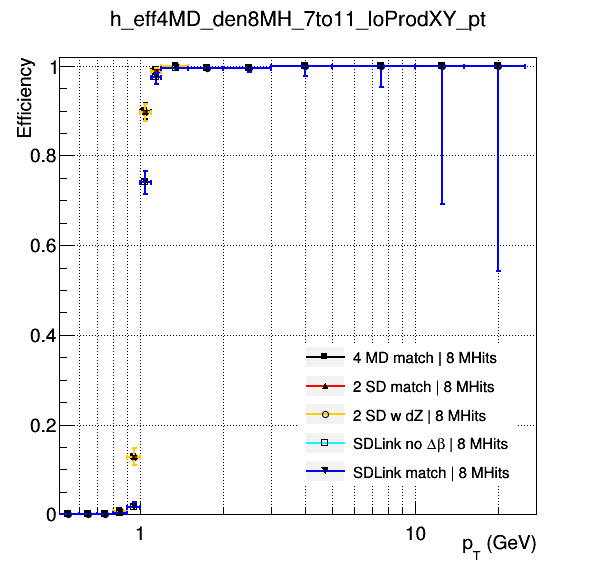 h_eff4MD_den8MH_7to11_loProdXY_pt
Efficiency
1
0.8
0.6
0.4
0.2
0
4 MD match | 8 MHits
2 SD match | 8 MHits
2 SD w dZ | 8 MHits
SDLink no Δβ | 8 MHits
SDLink match | 8 MHits
1
10
p_T (GeV)